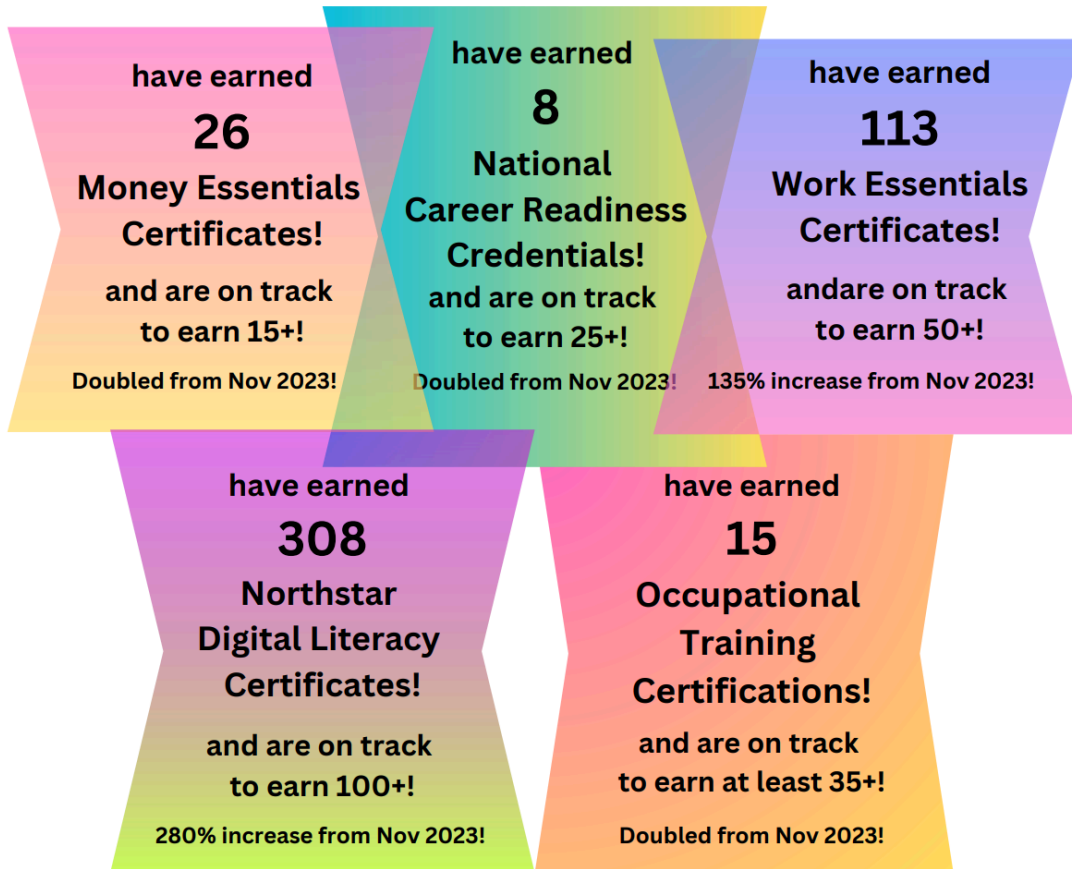 have earned
26
Money Essentials
Certificates!
and are on track
to earn 15+!
Doubled from Nov 2023!
have earned
8
National
Career Readiness
Credentials!
and are on track
to earn 25+!
Doubled from Nov 2023!
have earned
113
Work Essentials
Certificates!
andare on track
to earn 50+!
135% increase from Nov 2023!
have earned
308
Northstar
Digital Literacy
Certificates!
and are on track
to earn 100+!
280% increase from Nov 2023!
have earned
15
Occupational
Training
Certifications!
and are on track
to earn at least 35+!
Doubled from Nov 2023!